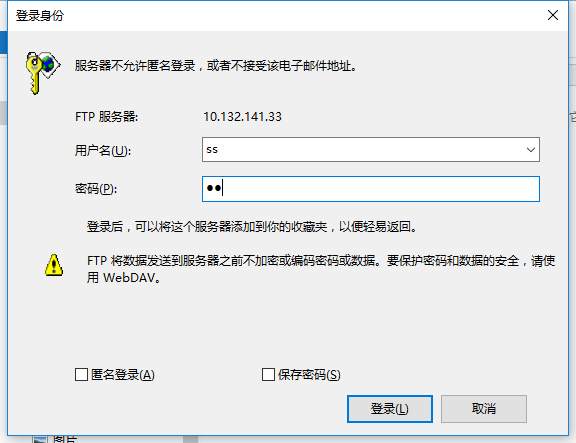 登录身份
服务器不允许匿名登录，或者不接受该电子邮件地址。
FTP 服务器: 10.132.141.33
用户名(U): ss
密码(P): ●●
登录后，可以将这个服务器添加到你的收藏夹，以便轻易返回。
FTP 将数据发送到服务器之前不加密或编码密码或数据。要保护密码和数据的安全，请使
用 WebDAV。
匿名登录(A) 保存密码(S)
登录(L) 取消
图片